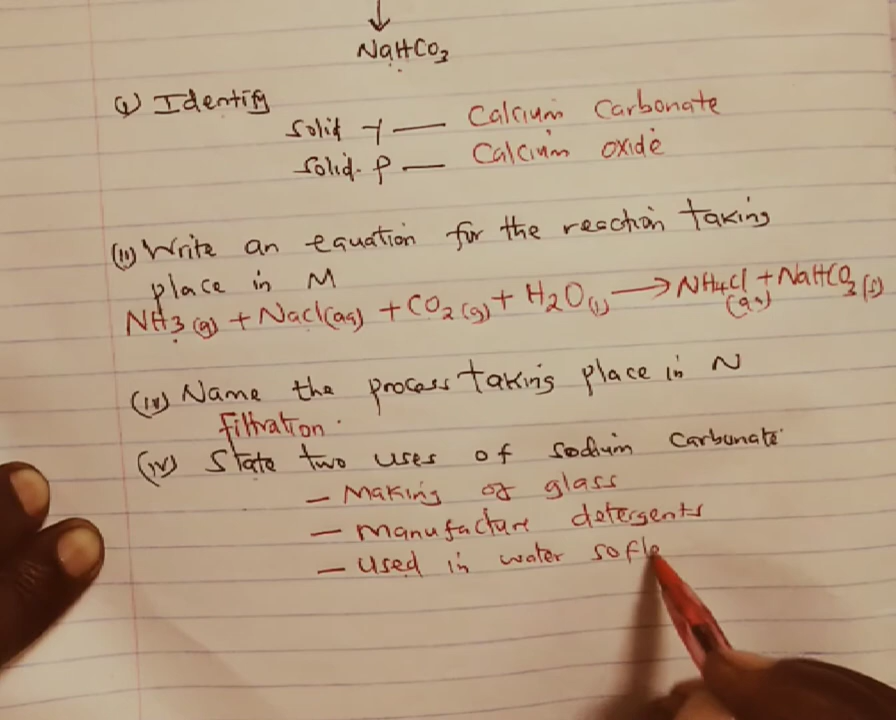 ↓
NaHCO3
(i) Identify
Solid Y — Calcium Carbonate
Solid P — Calcium oxide
(ii) Write an equation for the reaction taking
place in M
NH3(g) + NaCl(aq) + CO2(g) + H2O(l) → NH4Cl(aq) + NaHCO3(s)
(iv) Name the process taking place in N
filtration.
(iv) State two uses of sodium Carbonate
— Making of glass
— manufacture detergents
— Used in water softe